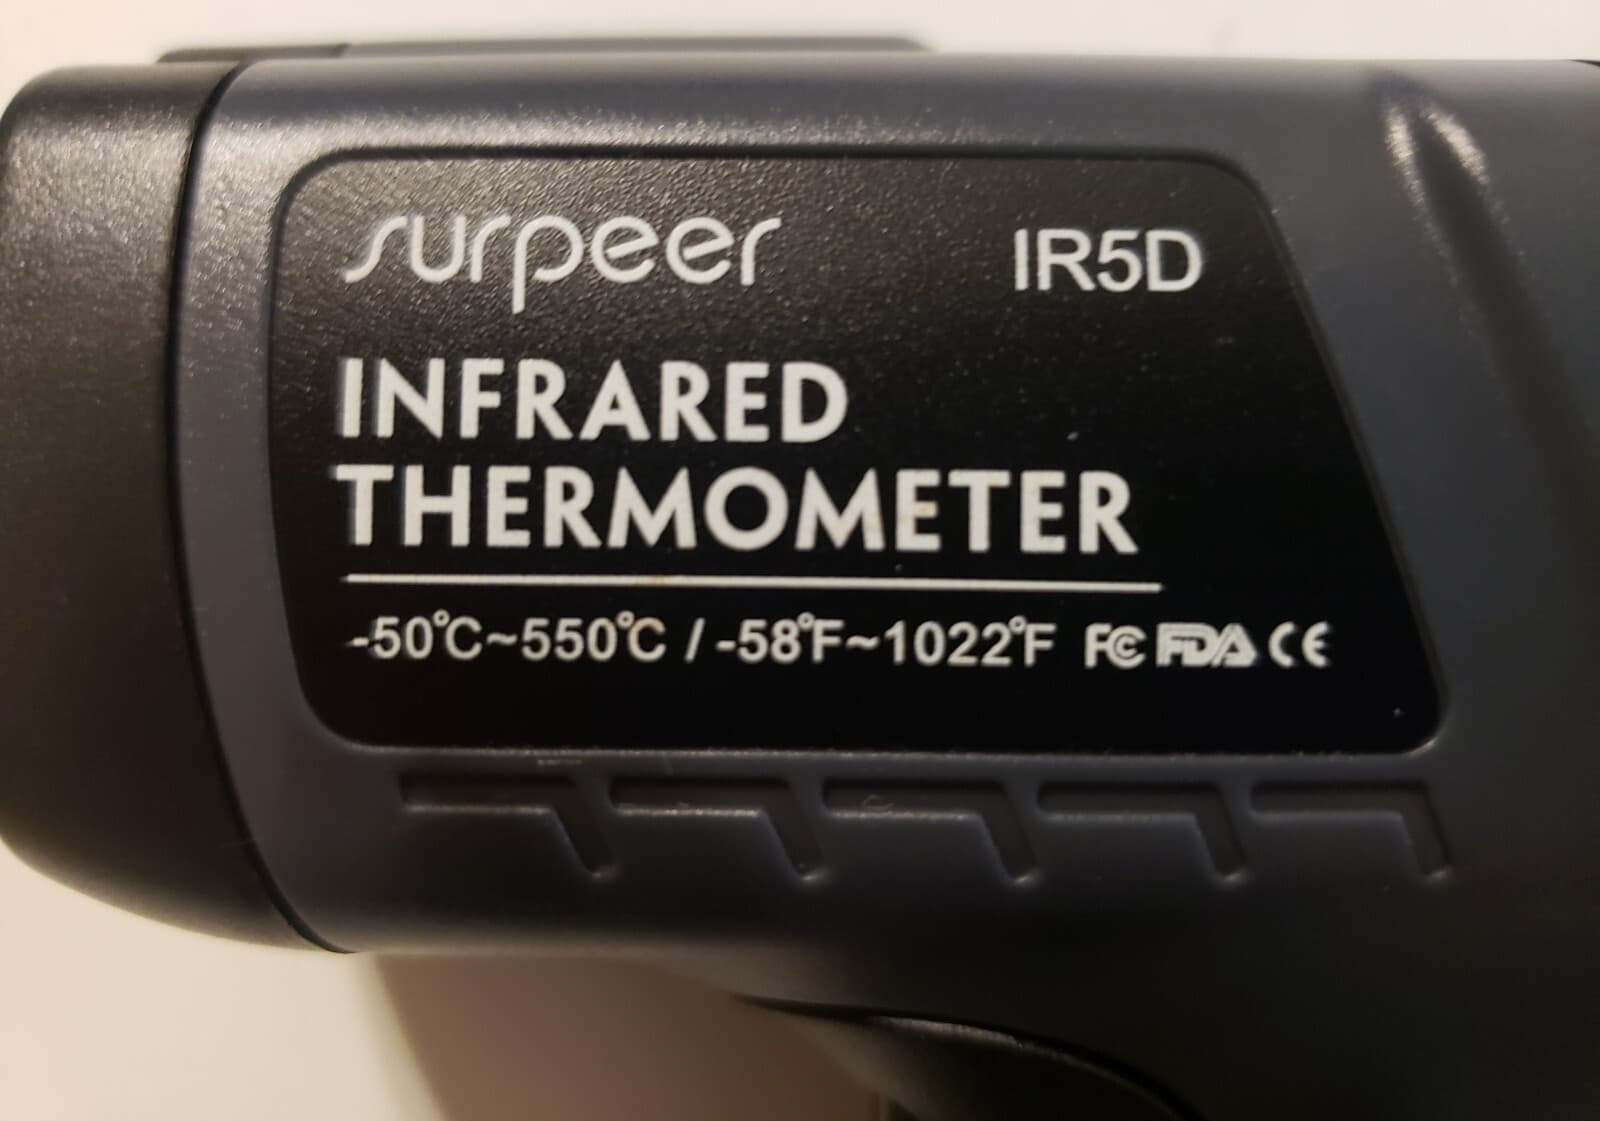 surpeer IR5D
INFRARED
THERMOMETER
-50℃~550℃ / -58℉~1022℉ FC FDA CE